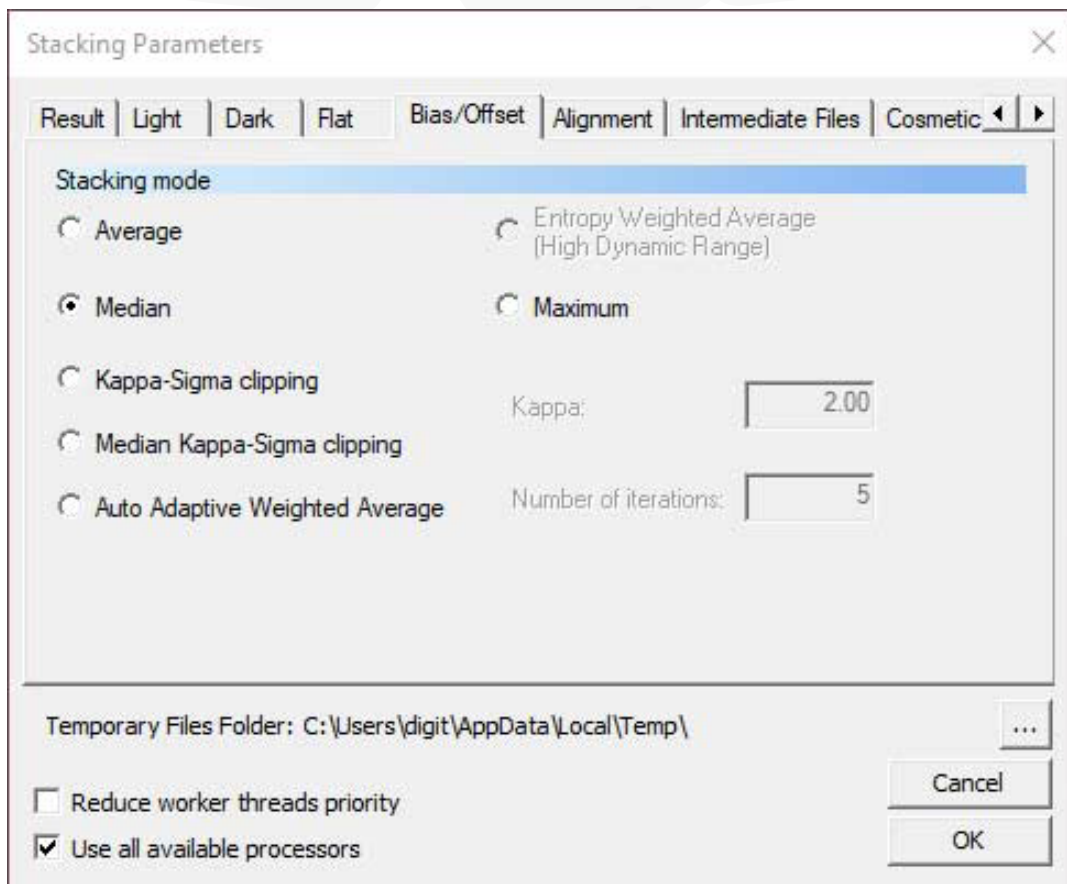 Stacking Parameters
Result Light Dark Flat Bias/Offset Alignment Intermediate Files Cosmetic
Stacking mode
Average
Entropy Weighted Average
(High Dynamic Range)
Median
Maximum
Kappa-Sigma clipping
Kappa: 2.00
Median Kappa-Sigma clipping
Auto Adaptive Weighted Average
Number of iterations: 5
Temporary Files Folder: C:\Users\digit\AppData\Local\Temp\
...
Reduce worker threads priority
Cancel
Use all available processors
OK